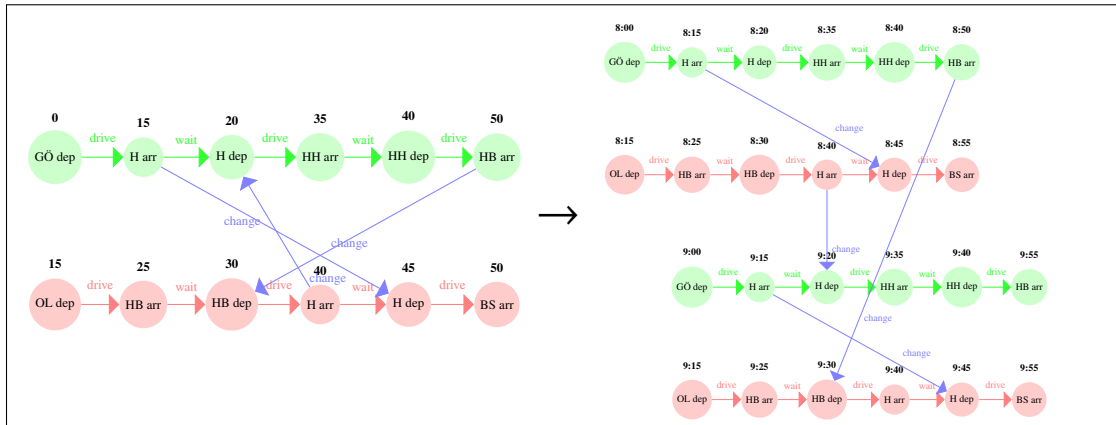 0 15 20 35 40 50
drive wait drive wait drive
GÖ dep H arr H dep HH arr HH dep HB arr
change change change
15 25 30 40 45 50
drive wait drive wait drive
OL dep HB arr HB dep H arr H dep BS arr
→
8:00 8:15 8:20 8:35 8:40 8:50
drive wait drive wait drive
GÖ dep H arr H dep HH arr HH dep HB arr
change
8:15 8:25 8:30 8:40 8:45 8:55
drive wait drive wait drive
OL dep HB arr HB dep H arr H dep BS arr
change
9:00 9:15 9:20 9:35 9:40 9:55
drive wait drive wait drive
GÖ dep H arr H dep HH arr HH dep HB arr
change
change
9:15 9:25 9:30 9:40 9:45 9:55
drive wait drive wait drive
OL dep HB arr HB dep H arr H dep BS arr